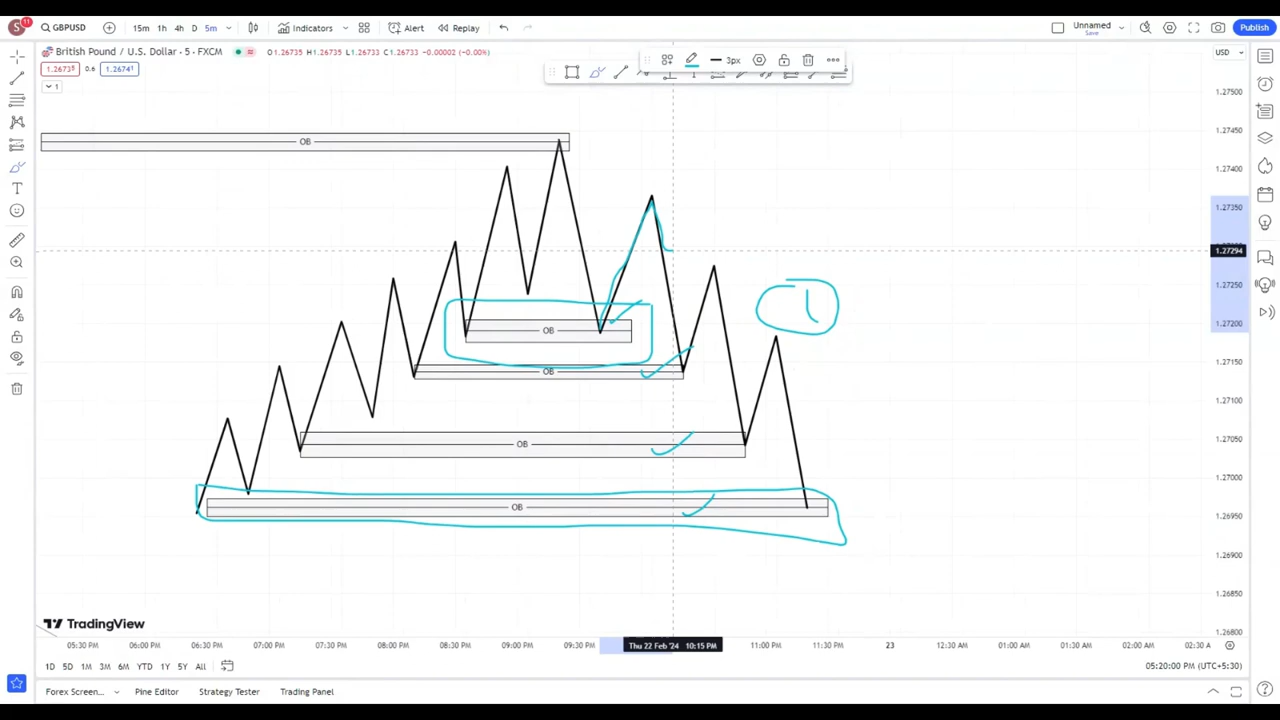 S 11 GBPUSD 15m 1h 4h D 5m Indicators Alert Replay Unnamed Save Publish
British Pound / U.S. Dollar · 5 · FXCM O1.26735 H1.26735 L1.26733 C1.26733 −0.00002 (−0.00%) 3px USD
1.26735 0.6 1.26741
1
1.27500
1.27450
OB
1.27400
1.27350
1.27294
1.27250
1.27200
OB
1.27150
OB
1.27100
1.27050
OB
1.27000
OB
1.26950
1.26900
1.26850
TradingView
1.26800
05:30 PM 06:00 PM 06:30 PM 07:00 PM 07:30 PM 08:00 PM 08:30 PM 09:00 PM 09:30 PM Thu 22 Feb '24 10:15 PM 11:00 PM 11:30 PM 23 12:30 AM 01:00 AM 01:30 AM 02:00 AM 02:30 A
1D 5D 1M 3M 6M YTD 1Y 5Y All 05:20:00 PM (UTC+5:30)
Forex Screen... Pine Editor Strategy Tester Trading Panel